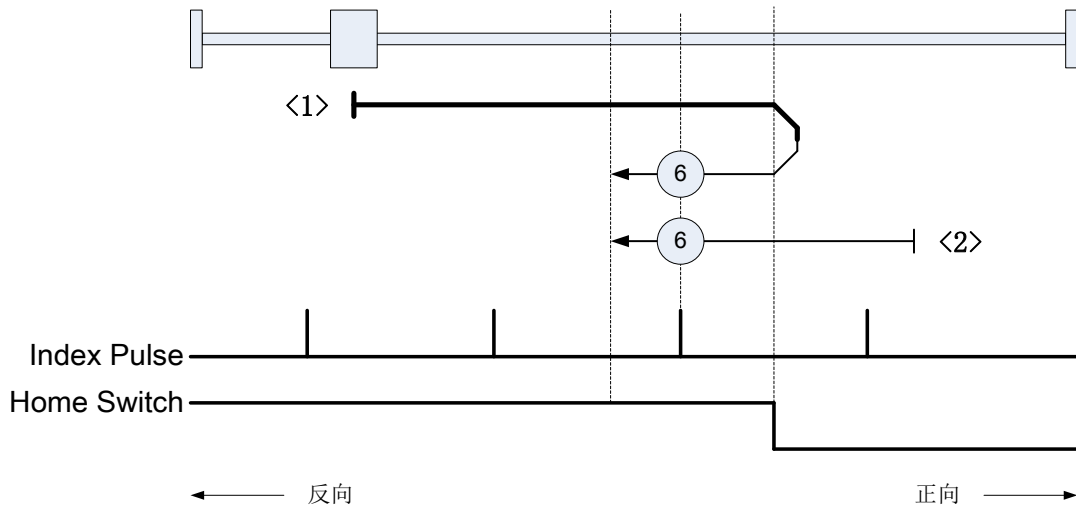 <1>
6
6
<2>
Index Pulse
Home Switch
反向
正向